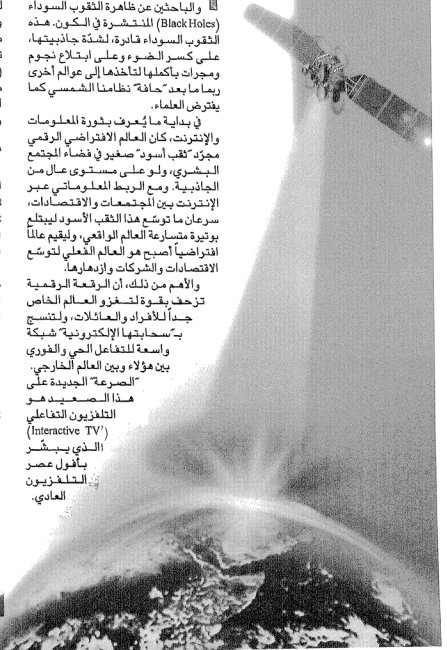 والباحثين عن ظاهرة الثقوب السوداء
(Black Holes) المنتشرة في الكون. هذه
الثقوب السوداء قادرة، لشدّة جاذبيتها،
على كسر الضوء وعلى ابتلاع نجوم
ومجرات بأكملها لتأخذها إلى عوالم أخرى
ربما ما بعد "حافة" نظامنا الشمسي كما
يفترض العلماء.
في بداية ما يُعرف بثورة المعلومات
والإنترنت، كان العالم الافتراضي الرقمي
مجرّد "ثقب أسود" صغير في فضاء المجتمع
البشري، ولو على مستوى عال من
الجاذبية. ومع الربط المعلوماتي عبر
الإنترنت بين المجتمعات والاقتصادات،
سرعان ما توسّع هذا الثقب الأسود ليبتلع
بوتيرة متسارعة العالم الواقعي، وليقيم عالماً
افتراضياً أصبح هو العالم الفعلي لتوسّع
الاقتصادات والشركات وازدهارها.
والأهم من ذلك، أن الرقعة الرقمية
تزحف بقوة لتغزو العالم الخاص
جداً للأفراد والعائلات، ولتنسج
بـ"سحابتها الإلكترونية" شبكة
واسعة للتفاعل الحي والفوري
بين هؤلاء وبين العالم الخارجي.
"الصرعة" الجديدة على
هذا الصعيد هو
التلفزيون التفاعلي
(Interactive TV')
الذي يبشّر
بأفول عصر
التلفزيون
العادي.